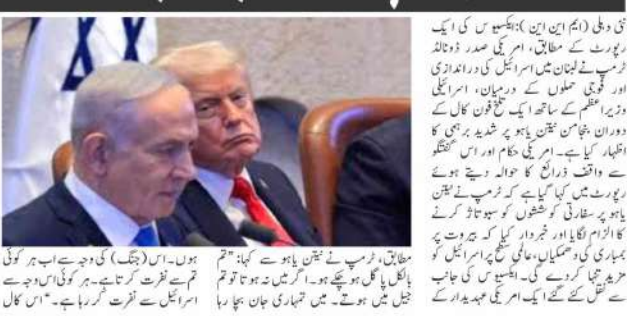 نئی دہلی (ایم این این):ایکسیوس کی ایک
رپورٹ کے مطابق، امریکی صدر ڈونالڈ
ٹرمپ نے لبنان میں اسرائیل کی دراندازی
اور فوجی حملوں کے درمیان، اسرائیلی
وزیراعظم کے ساتھ ایک تلخ فون کال کے
دوران بنجامن نیتن یاہو پر شدید برہمی کا
اظہار کیا ہے۔ امریکی حکام اور اس گفتگو
سے واقف ذرائع کا حوالہ دیتے ہوئے
رپورٹ میں کہا گیا ہے کہ ٹرمپ نے نیتن
یاہو پر سفارتی کوششوں کو سبوتاژ کرنے
کا الزام لگایا اور خبردار کیا کہ بیروت پر
بمباری کی دھمکیاں، عالمی سطح پر اسرائیل کو
مزید تنہا کر دے گی۔ ایکسیوس کی جانب
سے نقل کئے گئے ایک امریکی عہدیدار کے
مطابق، ٹرمپ نے نیتن یاہو سے کہا: "تم
بالکل پاگل ہو چکے ہو۔ اگر میں نہ ہوتا تو تم
جیل میں ہوتے۔ میں تمہاری جان بچا رہا
ہوں۔ اس (جنگ) کی وجہ سے اب ہر کوئی
تم سے نفرت کرتا ہے۔ ہر کوئی اس وجہ سے
اسرائیل سے نفرت کر رہا ہے۔" اس کال